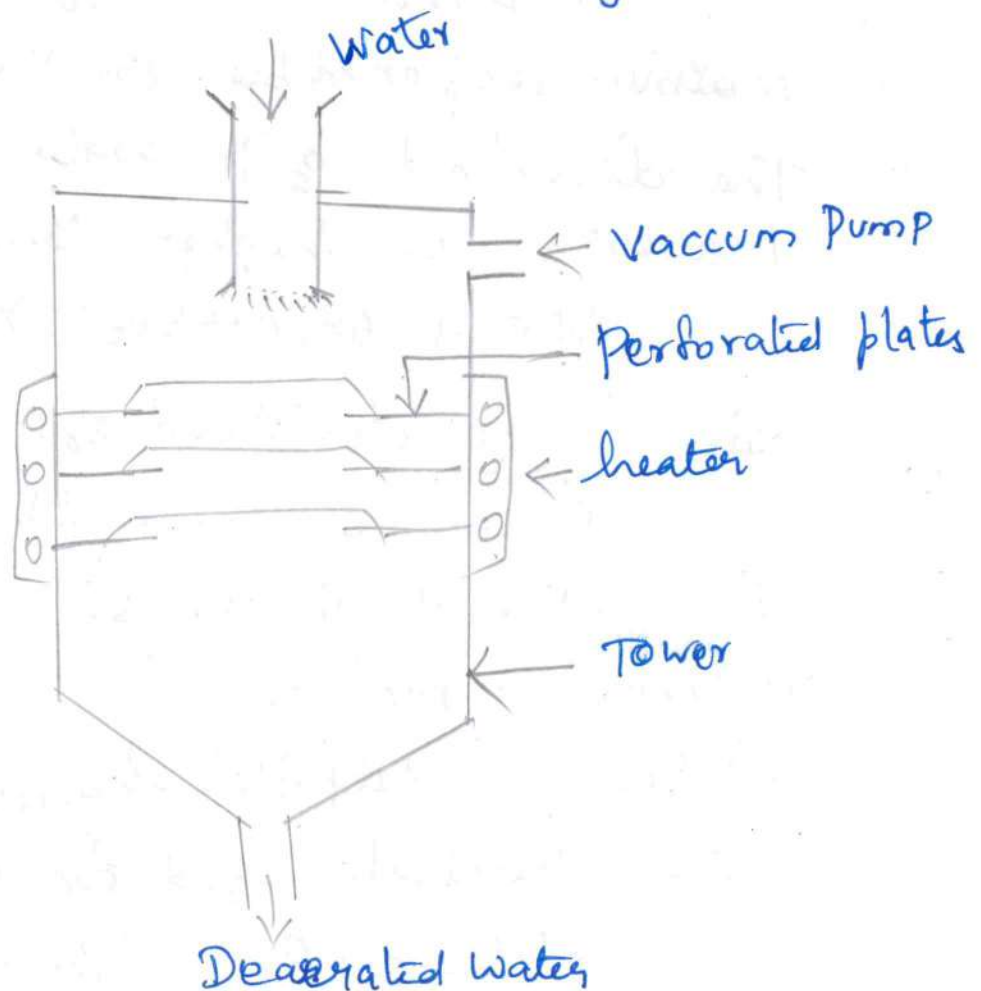 Water
Vaccum Pump
Perforated plates
heater
Tower
Deaerated water